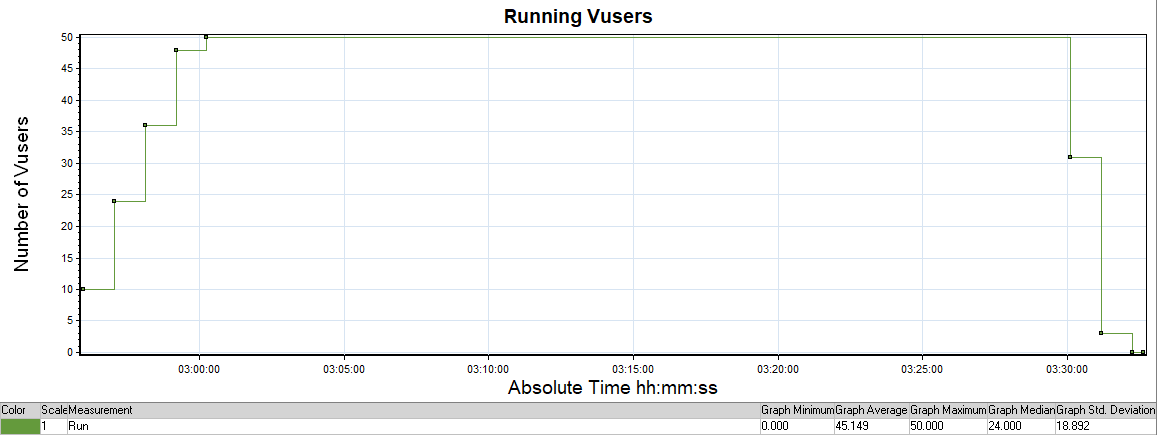 Running Vusers
Number of Vusers
50
45
40
35
30
25
20
15
10
5
0
03:00:00 03:05:00 03:10:00 03:15:00 03:20:00 03:25:00 03:30:00
Absolute Time hh:mm:ss
Color Scale Measurement Graph Minimum Graph Average Graph Maximum Graph Median Graph Std. Deviation
1 Run 0.000 45.149 50.000 24.000 18.892